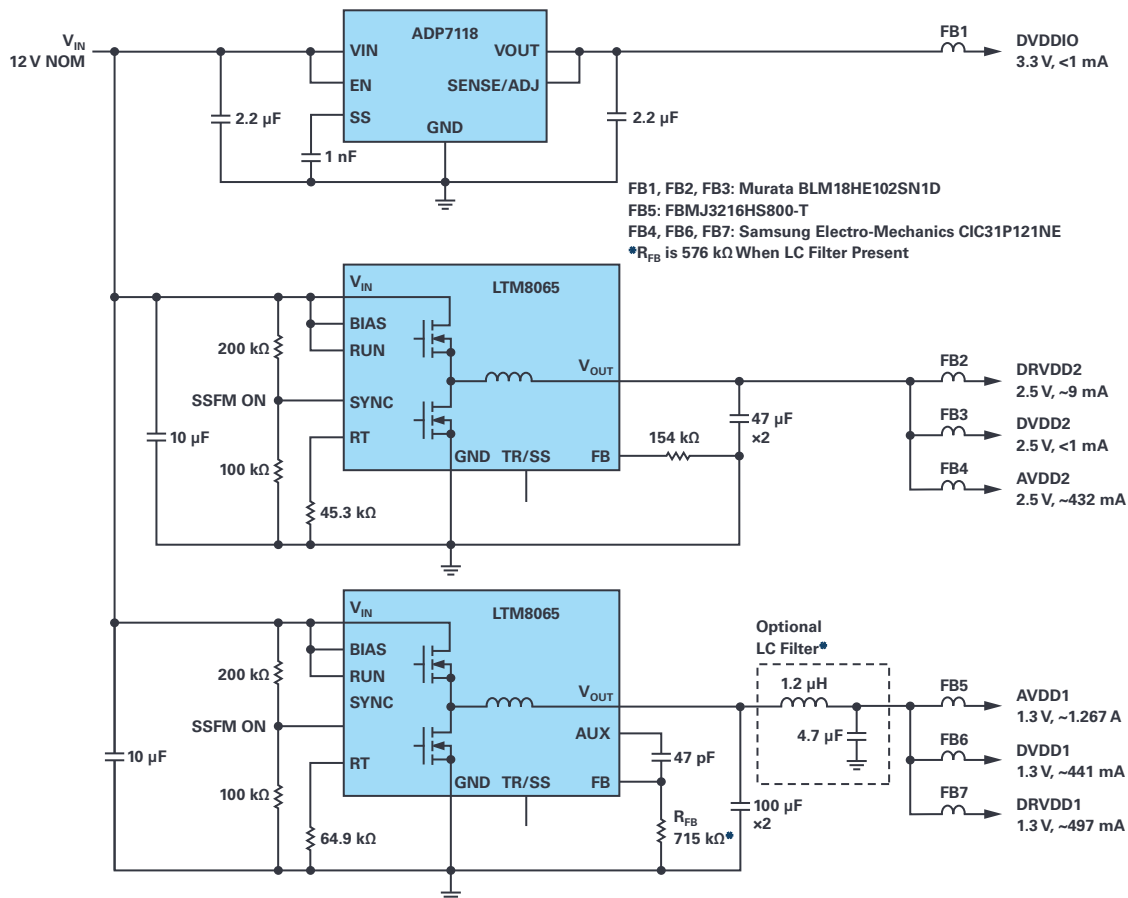 V_IN
12 V NOM
ADP7118
VIN
EN
SS
VOUT
SENSE/ADJ
GND
2.2 µF
1 nF
2.2 µF
FB1
DVDDIO
3.3 V, <1 mA
FB1, FB2, FB3: Murata BLM18HE102SN1D
FB5: FBMJ3216HS800-T
FB4, FB6, FB7: Samsung Electro-Mechanics CIC31P121NE
*R_FB is 576 kΩ When LC Filter Present
V_IN
LTM8065
BIAS
RUN
200 kΩ
V_OUT
SSFM ON
SYNC
10 µF
RT
100 kΩ
GND
TR/SS
FB
154 kΩ
47 µF
×2
45.3 kΩ
FB2
DRVDD2
2.5 V, ~9 mA
FB3
DVDD2
2.5 V, <1 mA
FB4
AVDD2
2.5 V, ~432 mA
V_IN
LTM8065
BIAS
RUN
200 kΩ
SYNC
V_OUT
SSFM ON
AUX
10 µF
RT
47 pF
100 kΩ
GND
TR/SS
FB
64.9 kΩ
R_FB
715 kΩ*
100 µF
×2
Optional
LC Filter*
1.2 µH
4.7 µF
FB5
AVDD1
1.3 V, ~1.267 A
FB6
DVDD1
1.3 V, ~441 mA
FB7
DRVDD1
1.3 V, ~497 mA